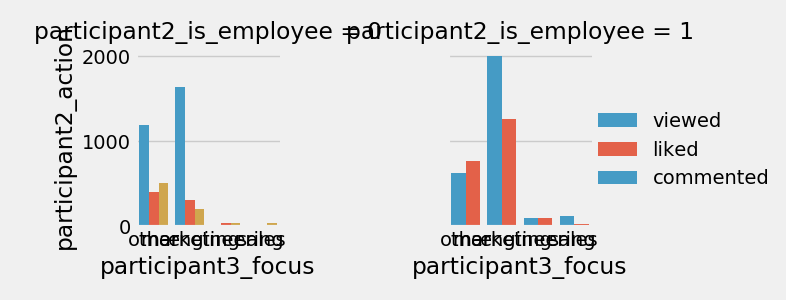 participant2_is_employee = 0
participant2_is_employee = 1
participant2_action
2000
1000
0
viewed
liked
commented
participant3_focus
participant3_focus